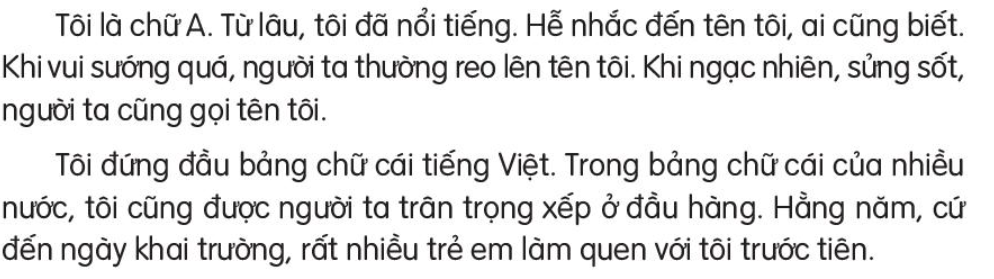 Tôi là chữ A. Từ lâu, tôi đã nổi tiếng. Hễ nhắc đến tên tôi, ai cũng biết.
Khi vui sướng quá, người ta thường reo lên tên tôi. Khi ngạc nhiên, sửng sốt,
người ta cũng gọi tên tôi.
Tôi đứng đầu bảng chữ cái tiếng Việt. Trong bảng chữ cái của nhiều
nước, tôi cũng được người ta trân trọng xếp ở đầu hàng. Hằng năm, cứ
đến ngày khai trường, rất nhiều trẻ em làm quen với tôi trước tiên.